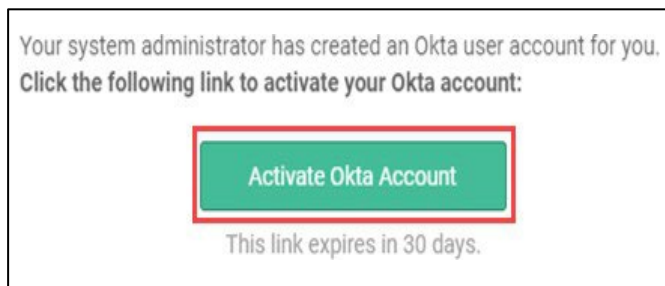 Your system administrator has created an Okta user account for you.
Click the following link to activate your Okta account:
Activate Okta Account
This link expires in 30 days.